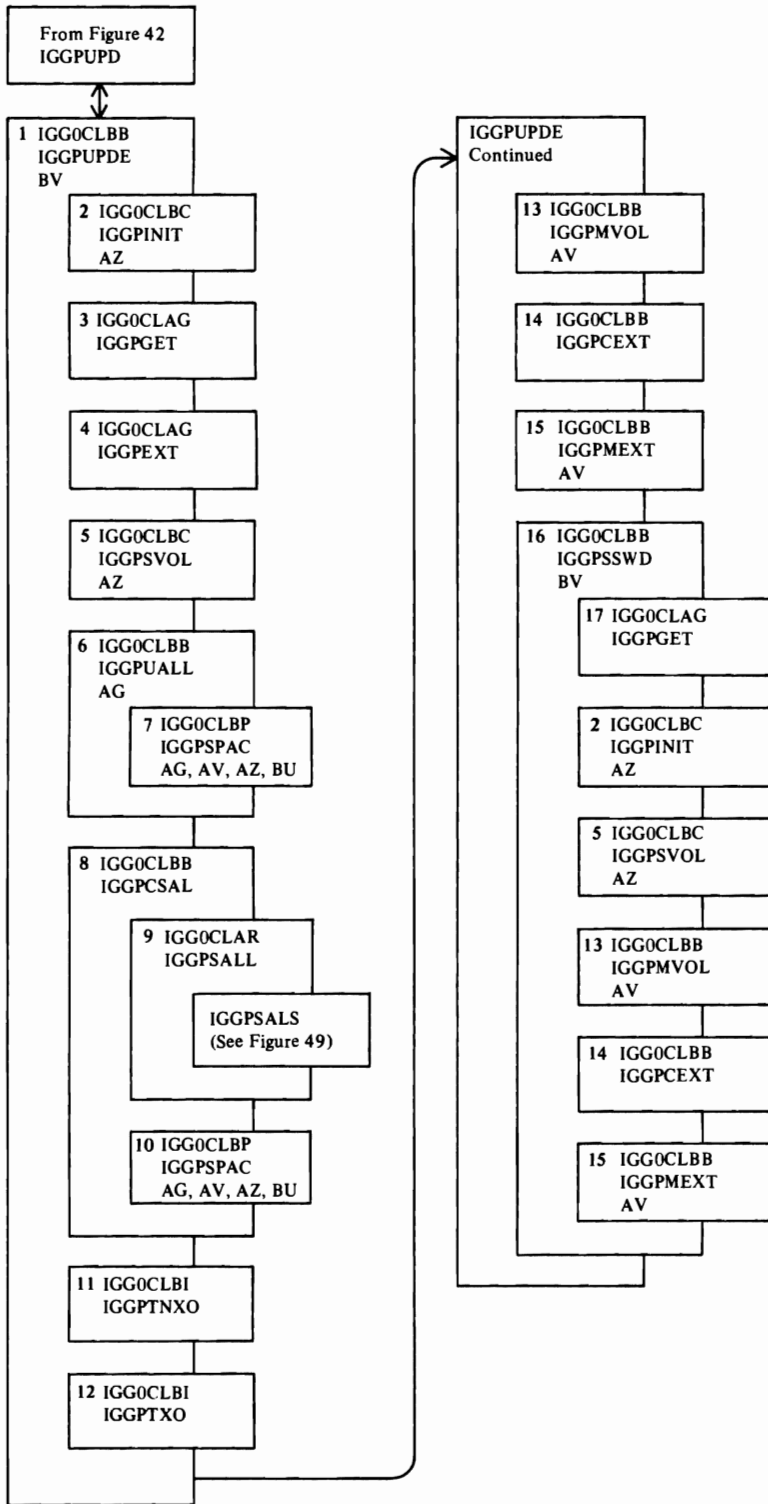 From Figure 42
IGGPUPD
1 IGG0CLBB
IGGPUPDE
BV
2 IGG0CLBC
IGGPINIT
AZ
3 IGG0CLAG
IGGPGET
4 IGG0CLAG
IGGPEXT
5 IGG0CLBC
IGGPSVOL
AZ
6 IGG0CLBB
IGGPUALL
AG
7 IGG0CLBP
IGGPSPAC
AG, AV, AZ, BU
8 IGG0CLBB
IGGPCSAL
9 IGG0CLAR
IGGPSALL
IGGPSALS
(See Figure 49)
10 IGG0CLBP
IGGPSPAC
AG, AV, AZ, BU
11 IGG0CLBI
IGGPTNXO
12 IGG0CLBI
IGGPTXO
IGGPUPDE
Continued
13 IGG0CLBB
IGGPMVOL
AV
14 IGG0CLBB
IGGPCEXT
15 IGG0CLBB
IGGPMEXT
AV
16 IGG0CLBB
IGGPSSWD
BV
17 IGG0CLAG
IGGPGET
2 IGG0CLBC
IGGPINIT
AZ
5 IGG0CLBC
IGGPSVOL
AZ
13 IGG0CLBB
IGGPMVOL
AV
14 IGG0CLBB
IGGPCEXT
15 IGG0CLBB
IGGPMEXT
AV